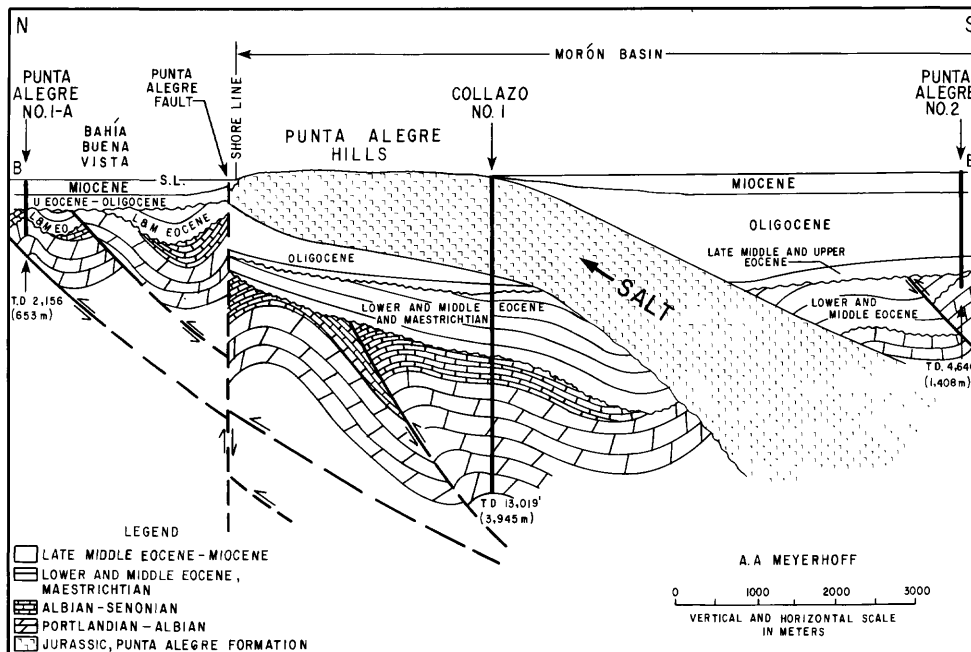 N
S
MORÓN BASIN
PUNTA
ALEGRE
NO. 1-A
PUNTA
ALEGRE
FAULT
SHORE LINE
COLLAZO
NO. 1
PUNTA
ALEGRE
NO. 2
BAHÍA
BUENA
VISTA
PUNTA ALEGRE
HILLS
B
S.L.
MIOCENE
U EOCENE-OLIGOCENE
L&M EO.
L&M EOCENE
MIOCENE
OLIGOCENE
LATE MIDDLE AND UPPER
EOCENE
OLIGOCENE
SALT
LOWER AND MIDDLE EOCENE
AND MAESTRICHTIAN
LOWER AND
MIDDLE EOCENE
T.D 2,156
(653 m)
T.D. 4,646
(1,408m)
T D 13,019'
(3,945 m)
LEGEND
LATE MIDDLE EOCENE-MIOCENE
LOWER AND MIDDLE EOCENE,
MAESTRICHTIAN
ALBIAN-SENONIAN
PORTLANDIAN-ALBIAN
JURASSIC, PUNTA ALEGRE FORMATION
A.A MEYERHOFF
0 1000 2000 3000
VERTICAL AND HORIZONTAL SCALE
IN METERS